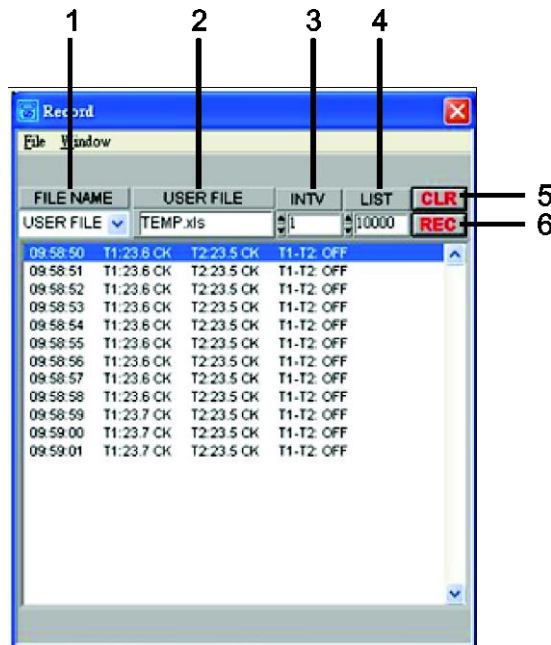 1 2 3 4
Record
File Window
FILE NAME USER FILE INTV LIST CLR 5
USER FILE TEMP.xls 1 10000 REC 6
09:58:50 T1:23.6 CK T2:23.5 CK T1-T2: OFF
09:58:51 T1:23.6 CK T2:23.5 CK T1-T2: OFF
09:58:52 T1:23.6 CK T2:23.5 CK T1-T2: OFF
09:58:53 T1:23.6 CK T2:23.5 CK T1-T2: OFF
09:58:54 T1:23.6 CK T2:23.5 CK T1-T2: OFF
09:58:55 T1:23.6 CK T2:23.5 CK T1-T2: OFF
09:58:56 T1:23.6 CK T2:23.5 CK T1-T2: OFF
09:58:57 T1:23.6 CK T2:23.5 CK T1-T2: OFF
09:58:58 T1:23.6 CK T2:23.5 CK T1-T2: OFF
09:58:59 T1:23.7 CK T2:23.5 CK T1-T2: OFF
09:59:00 T1:23.7 CK T2:23.5 CK T1-T2: OFF
09:59:01 T1:23.7 CK T2:23.5 CK T1-T2: OFF